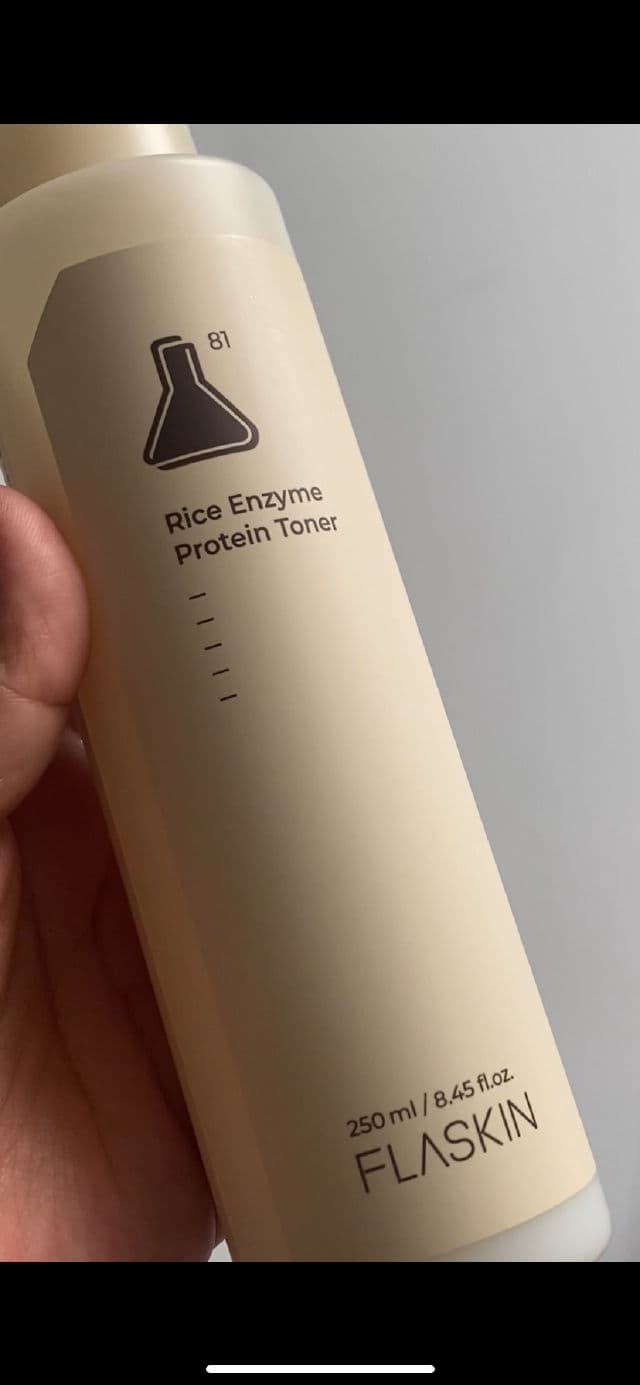 81
Rice Enzyme
Protein Toner
250 ml / 8.45 fl.oz.
FLASKIN